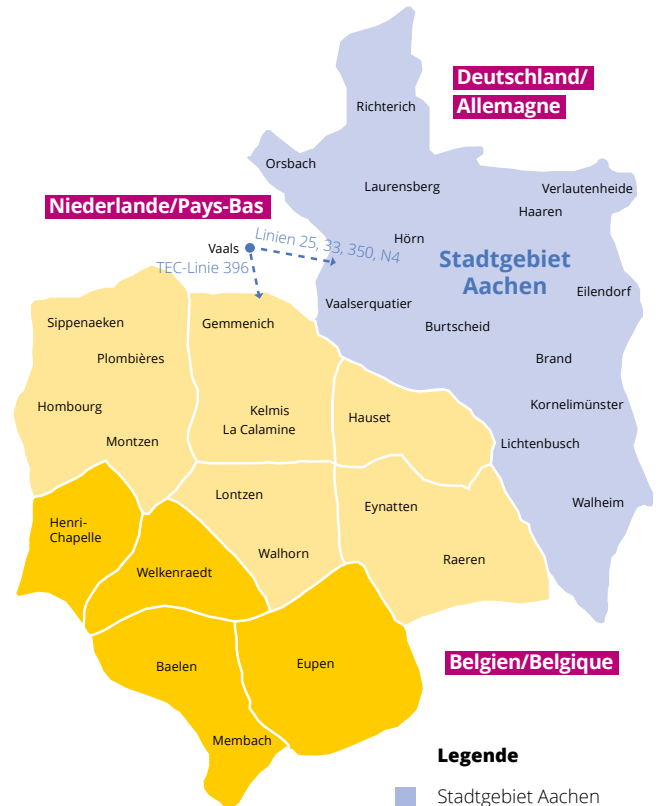 Deutschland/
Allemagne
Richterich
Orsbach
Laurensberg
Verlautenheide
Haaren
Niederlande/Pays-Bas
Linien 25, 33, 350, N4
Hörn
Vaals
TEC-Linie 396
Stadtgebiet
Aachen
Eilendorf
Vaalserquatier
Sippenaeken
Gemmenich
Burtscheid
Plombières
Brand
Hombourg
Kelmis
La Calamine
Hauset
Kornelimünster
Montzen
Lichtenbusch
Lontzen
Eynatten
Walheim
Henri-
Chapelle
Walhorn
Raeren
Welkenraedt
Baelen
Eupen
Belgien/Belgique
Membach
Legende
Stadtgebiet Aachen